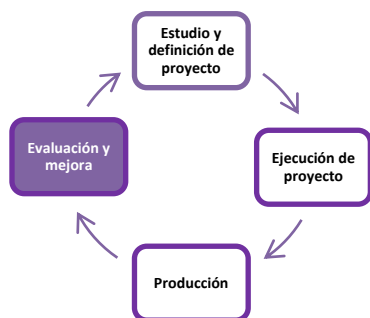 Estudio y
definición de
proyecto
Ejecución de
proyecto
Producción
Evaluación y
mejora